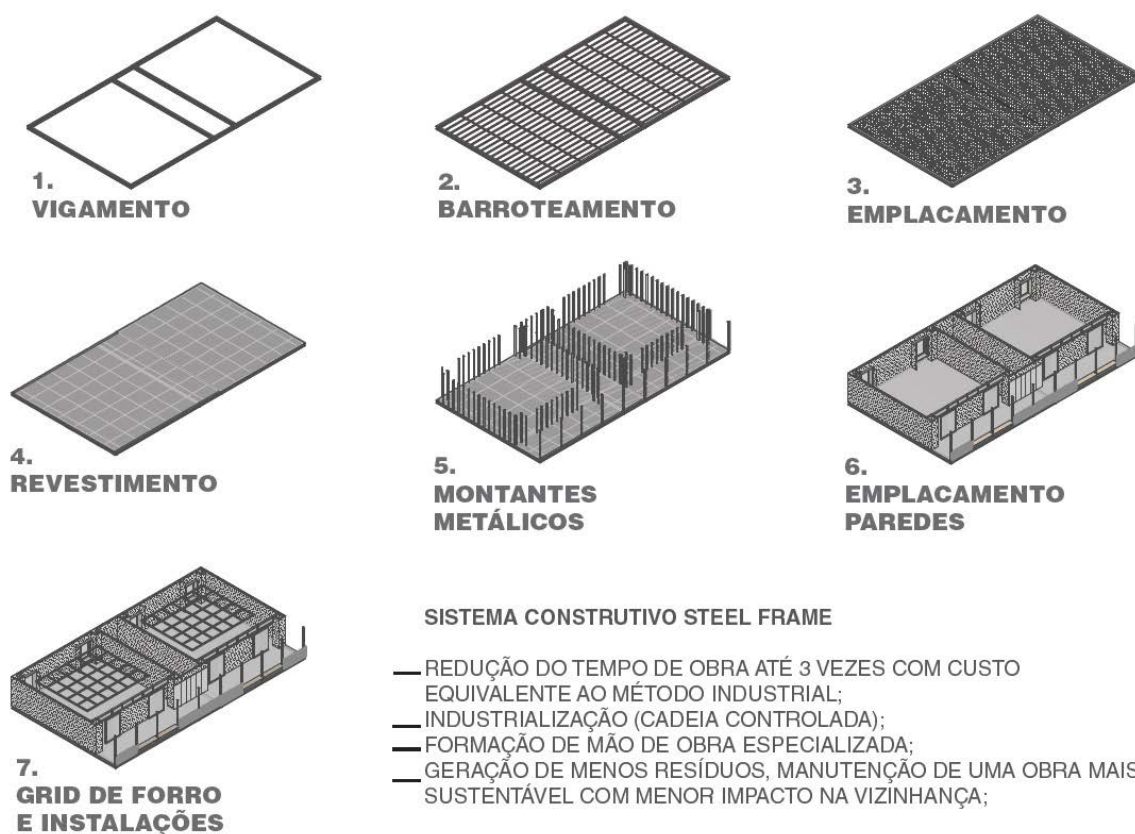 1.
VIGAMENTO
2.
BARROTEAMENTO
3.
EMPLACAMENTO
4.
REVESTIMENTO
5.
MONTANTES
METÁLICOS
6.
EMPLACAMENTO
PAREDES
7.
GRID DE FORRO
E INSTALAÇÕES
SISTEMA CONSTRUTIVO STEEL FRAME
REDUÇÃO DO TEMPO DE OBRA ATÉ 3 VEZES COM CUSTO
EQUIVALENTE AO MÉTODO INDUSTRIAL;
INDUSTRIALIZAÇÃO (CADEIA CONTROLADA);
FORMAÇÃO DE MÃO DE OBRA ESPECIALIZADA;
GERAÇÃO DE MENOS RESÍDUOS, MANUTENÇÃO DE UMA OBRA MAIS
SUSTENTÁVEL COM MENOR IMPACTO NA VIZINHANÇA;